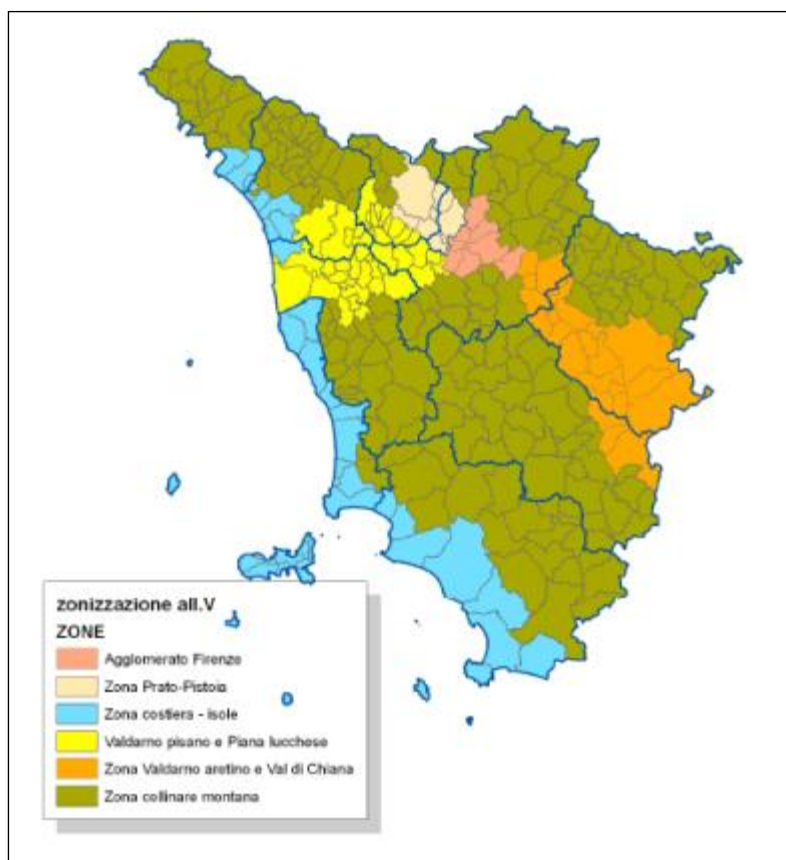 zonizzazione all.V
ZONE
Agglomerato Firenze
Zona Prato-Pistoia
Zona costiera - isole
Valdarno pisano e Piana lucchese
Zona Valdarno aretino e Val di Chiana
Zona collinare montana